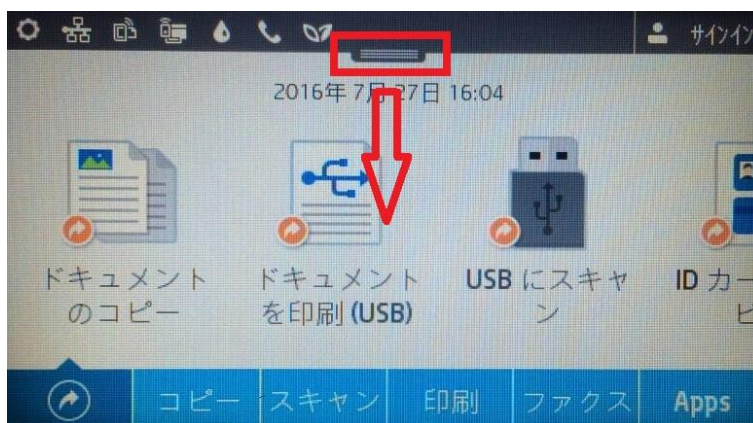 サインイン
2016年 7月 27日 16:04
ドキュメント
のコピー
ドキュメント
を印刷 (USB)
USB にスキャ
ン
ID カー
ピ
コピー
スキャン
印刷
ファクス
Apps